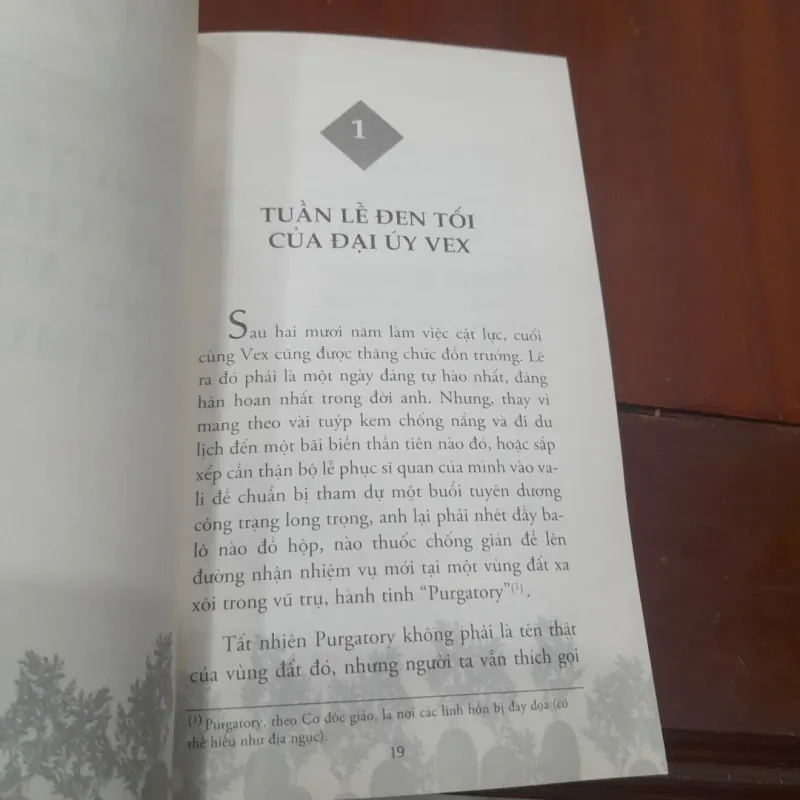 1
TUẦN LỄ ĐEN TỐI
CỦA ĐẠI ÚY VEX
Sau hai mươi năm làm việc cật lực, cuối
cùng Vex cũng được thăng chức đồn trưởng. Lẽ
ra đó phải là một ngày đáng tự hào nhất, đáng
hân hoan nhất trong đời anh. Nhưng, thay vì
mang theo vài tuýp kem chống nắng và đi du
lịch đến một bãi biển thần tiên nào đó, hoặc sắp
xếp cẩn thận bộ lễ phục sĩ quan của mình vào va-
li để chuẩn bị tham dự một buổi tuyên dương
công trạng long trọng, anh lại phải nhét đầy ba-
lô nào đồ hộp, nào thuốc chống gián để lên
đường nhận nhiệm vụ mới tại một vùng đất xa
xôi trong vũ trụ, hành tinh “Purgatory”(1).
Tất nhiên Purgatory không phải là tên thật
của vùng đất đó, nhưng người ta vẫn thích gọi
(1) Purgatory, theo Cơ đốc giáo, là nơi các linh hồn bị đày đọa (có
thể hiểu như địa ngục).
19